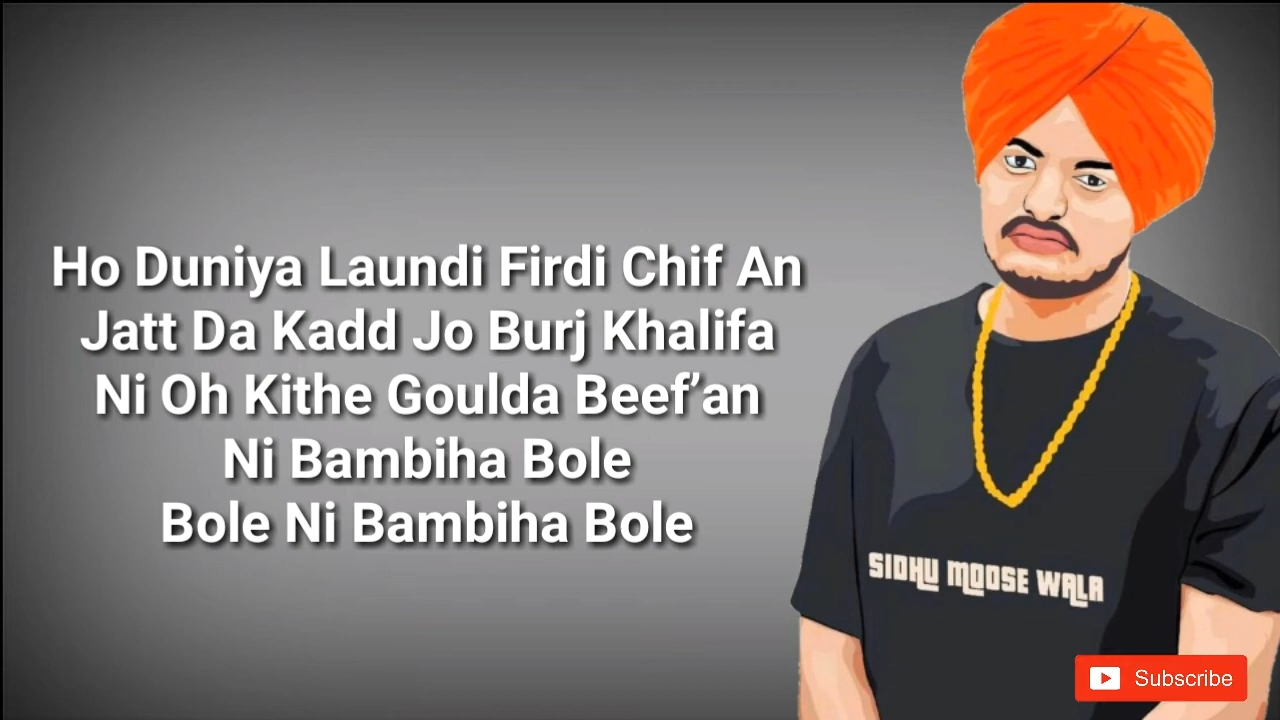 Ho Duniya Laundi Firdi Chif An
Jatt Da Kadd Jo Burj Khalifa
Ni Oh Kithe Goulda Beef’an
Ni Bambiha Bole
Bole Ni Bambiha Bole
SIDHU MOOSE WALA
Subscribe